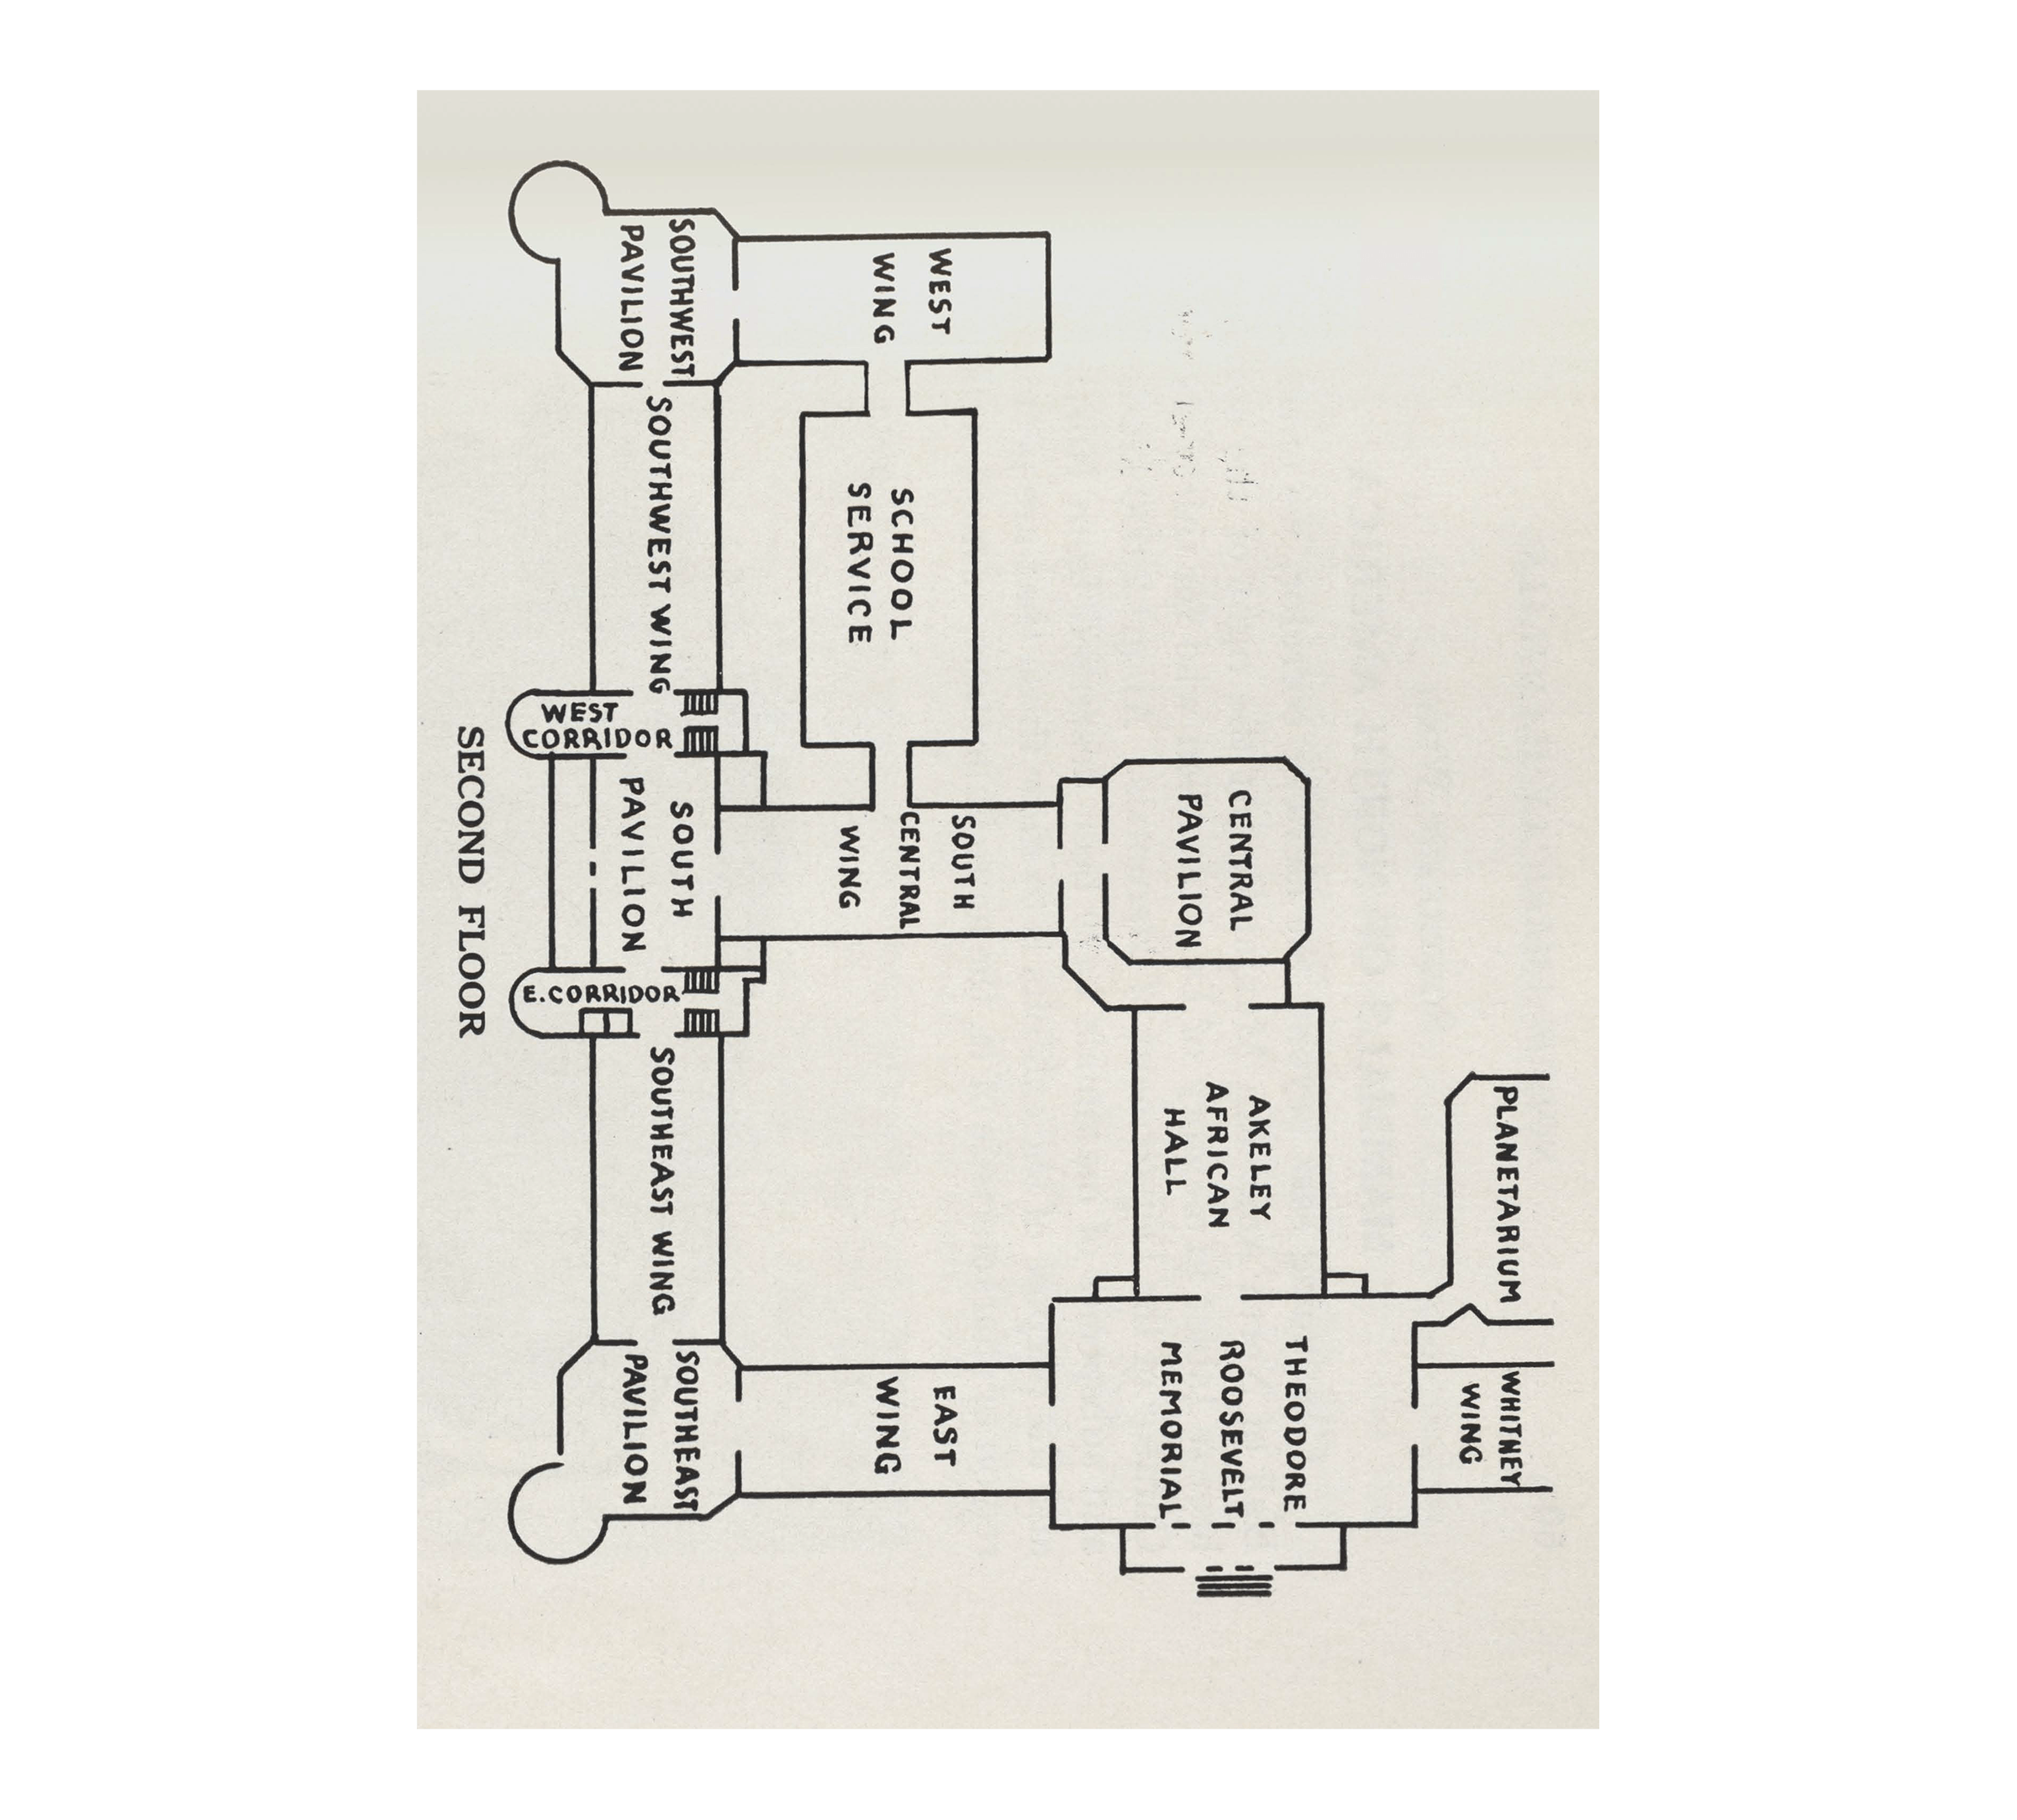 PLANETARIUM
WHITNEY
WING
CENTRAL
PAVILION
AKELEY
AFRICAN
HALL
THEODORE
ROOSEVELT
MEMORIAL
WEST
WING
SCHOOL
SERVICE
SOUTH
CENTRAL
WING
EAST
WING
SOUTHWEST
PAVILION
SOUTHWEST WING
WEST
CORRIDOR
SOUTH
PAVILION
E. CORRIDOR
SOUTHEAST WING
SOUTHEAST
PAVILION
SECOND FLOOR